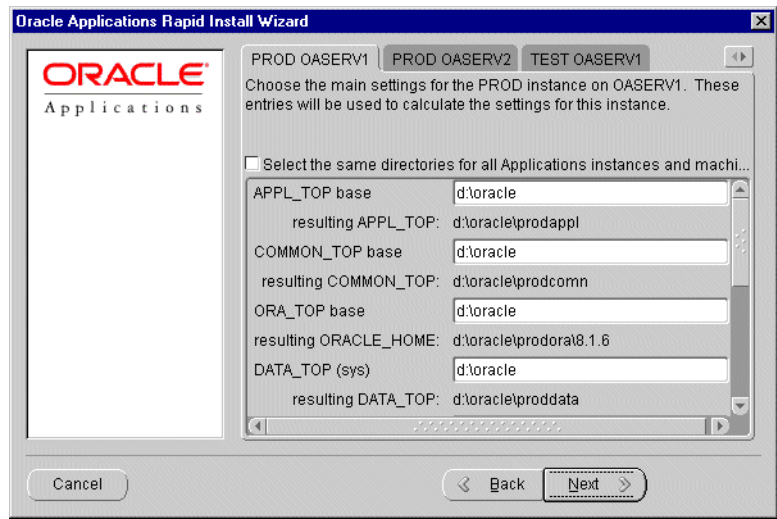 Oracle Applications Rapid Install Wizard
ORACLE®
Applications
PROD OASERV1 PROD OASERV2 TEST OASERV1
Choose the main settings for the PROD instance on OASERV1. These
entries will be used to calculate the settings for this instance.
Select the same directories for all Applications instances and machi...
APPL_TOP base d:\oracle
resulting APPL_TOP: d:\oracle\prodappl
COMMON_TOP base d:\oracle
resulting COMMON_TOP: d:\oracle\prodcomn
ORA_TOP base d:\oracle
resulting ORACLE_HOME: d:\oracle\prodora\8.1.6
DATA_TOP (sys) d:\oracle
resulting DATA_TOP: d:\oracle\proddata
Cancel Back Next